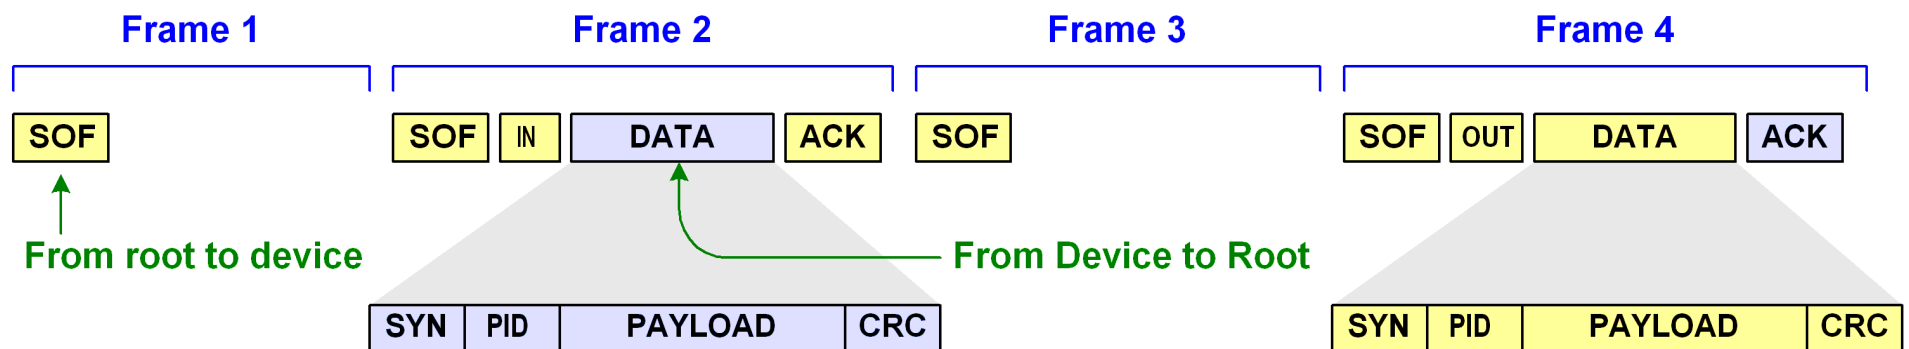 Frame 1 Frame 2 Frame 3 Frame 4
SOF SOF IN DATA ACK SOF SOF OUT DATA ACK
From root to device From Device to Root
SYN PID PAYLOAD CRC SYN PID PAYLOAD CRC